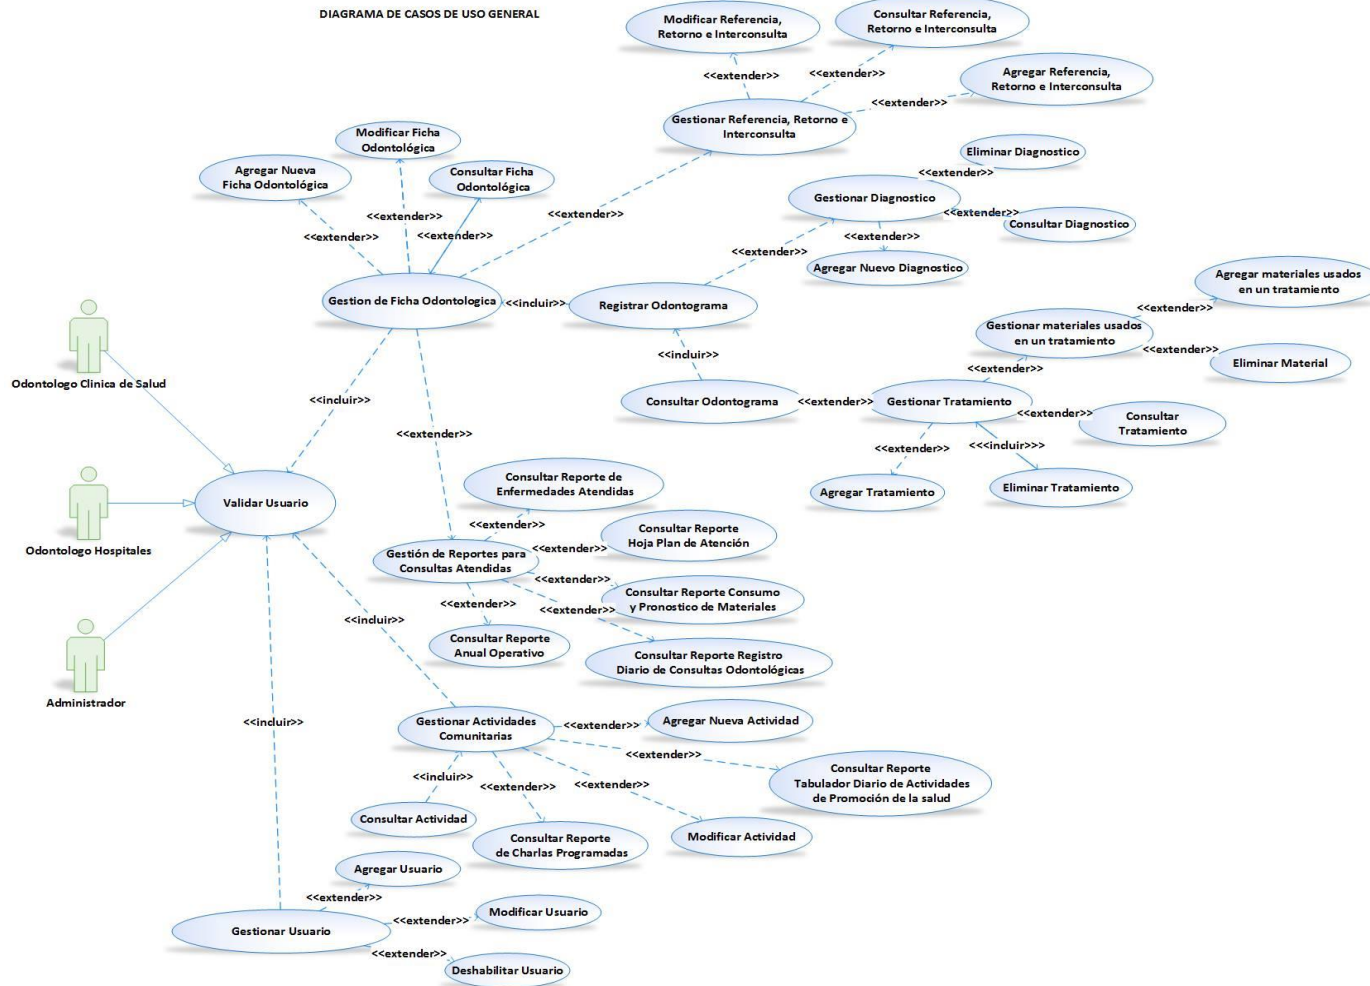 DIAGRAMA DE CASOS DE USO GENERAL
Modificar Referencia,
Retorno e Interconsulta
Consultar Referencia,
Retorno e Interconsulta
<<extender>>
<<extender>>
Agregar Referencia,
Retorno e Interconsulta
<<extender>>
Gestionar Referencia, Retorno e
Interconsulta
Modificar Ficha
Odontológica
Agregar Nueva
Ficha Odontológica
Consultar Ficha
Odontológica
<<extender>>
<<extender>>
<<extender>>
<<extender>>
Eliminar Diagnostico
<<extender>>
Gestionar Diagnostico
<<extender>>
Consultar Diagnostico
<<extender>>
<<extender>>
Agregar Nuevo Diagnostico
Gestion de Ficha Odontologica
<<incluir>>
Registrar Odontograma
Agregar materiales usados
en un tratamiento
<<extender>>
Gestionar materiales usados
en un tratamiento
<<extender>>
Eliminar Material
<<incluir>>
<<extender>>
Consultar Odontograma
<<extender>>
Gestionar Tratamiento
<<extender>>
Consultar
Tratamiento
<<extender>>
<<<incluir>>>
Agregar Tratamiento
Eliminar Tratamiento
Odontologo Clinica de Salud
<<incluir>>
<<extender>>
Validar Usuario
Odontologo Hospitales
Consultar Reporte de
Enfermedades Atendidas
<<extender>>
Consultar Reporte
Hoja Plan de Atención
<<extender>>
Gestión de Reportes para
Consultas Atendidas
<<extender>>
Consultar Reporte Consumo
y Pronostico de Materiales
<<extender>>
<<extender>>
Consultar Reporte
Anual Operativo
Consultar Reporte Registro
Diario de Consultas Odontológicas
<<incluir>>
Administrador
<<incluir>>
Gestionar Actividades
Comunitarias
<<extender>>
Agregar Nueva Actividad
<<extender>>
Consultar Reporte
Tabulador Diario de Actividades
de Promoción de la salud
<<incluir>>
<<extender>>
<<extender>>
Consultar Actividad
Consultar Reporte
de Charlas Programadas
Modificar Actividad
Agregar Usuario
<<extender>>
Gestionar Usuario
<<extender>>
Modificar Usuario
<<extender>>
Deshabilitar Usuario